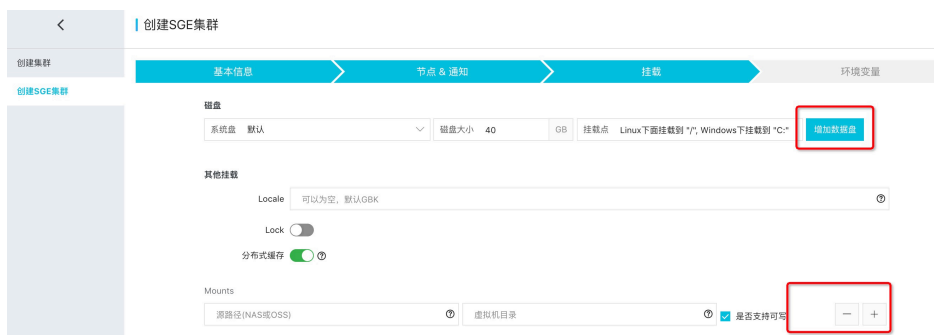 创建SGE集群
创建集群
创建SGE集群
基本信息 节点 & 通知 挂载 环境变量
磁盘
系统盘 默认 磁盘大小 40 GB 挂载点 Linux下面挂载到 "/", Windows下挂载到 "C:" 增加数据盘
其他挂载
Locale 可以为空，默认GBK
Lock
分布式缓存
Mounts
源路径(NAS或OSS) 虚拟机目录 是否支持可写